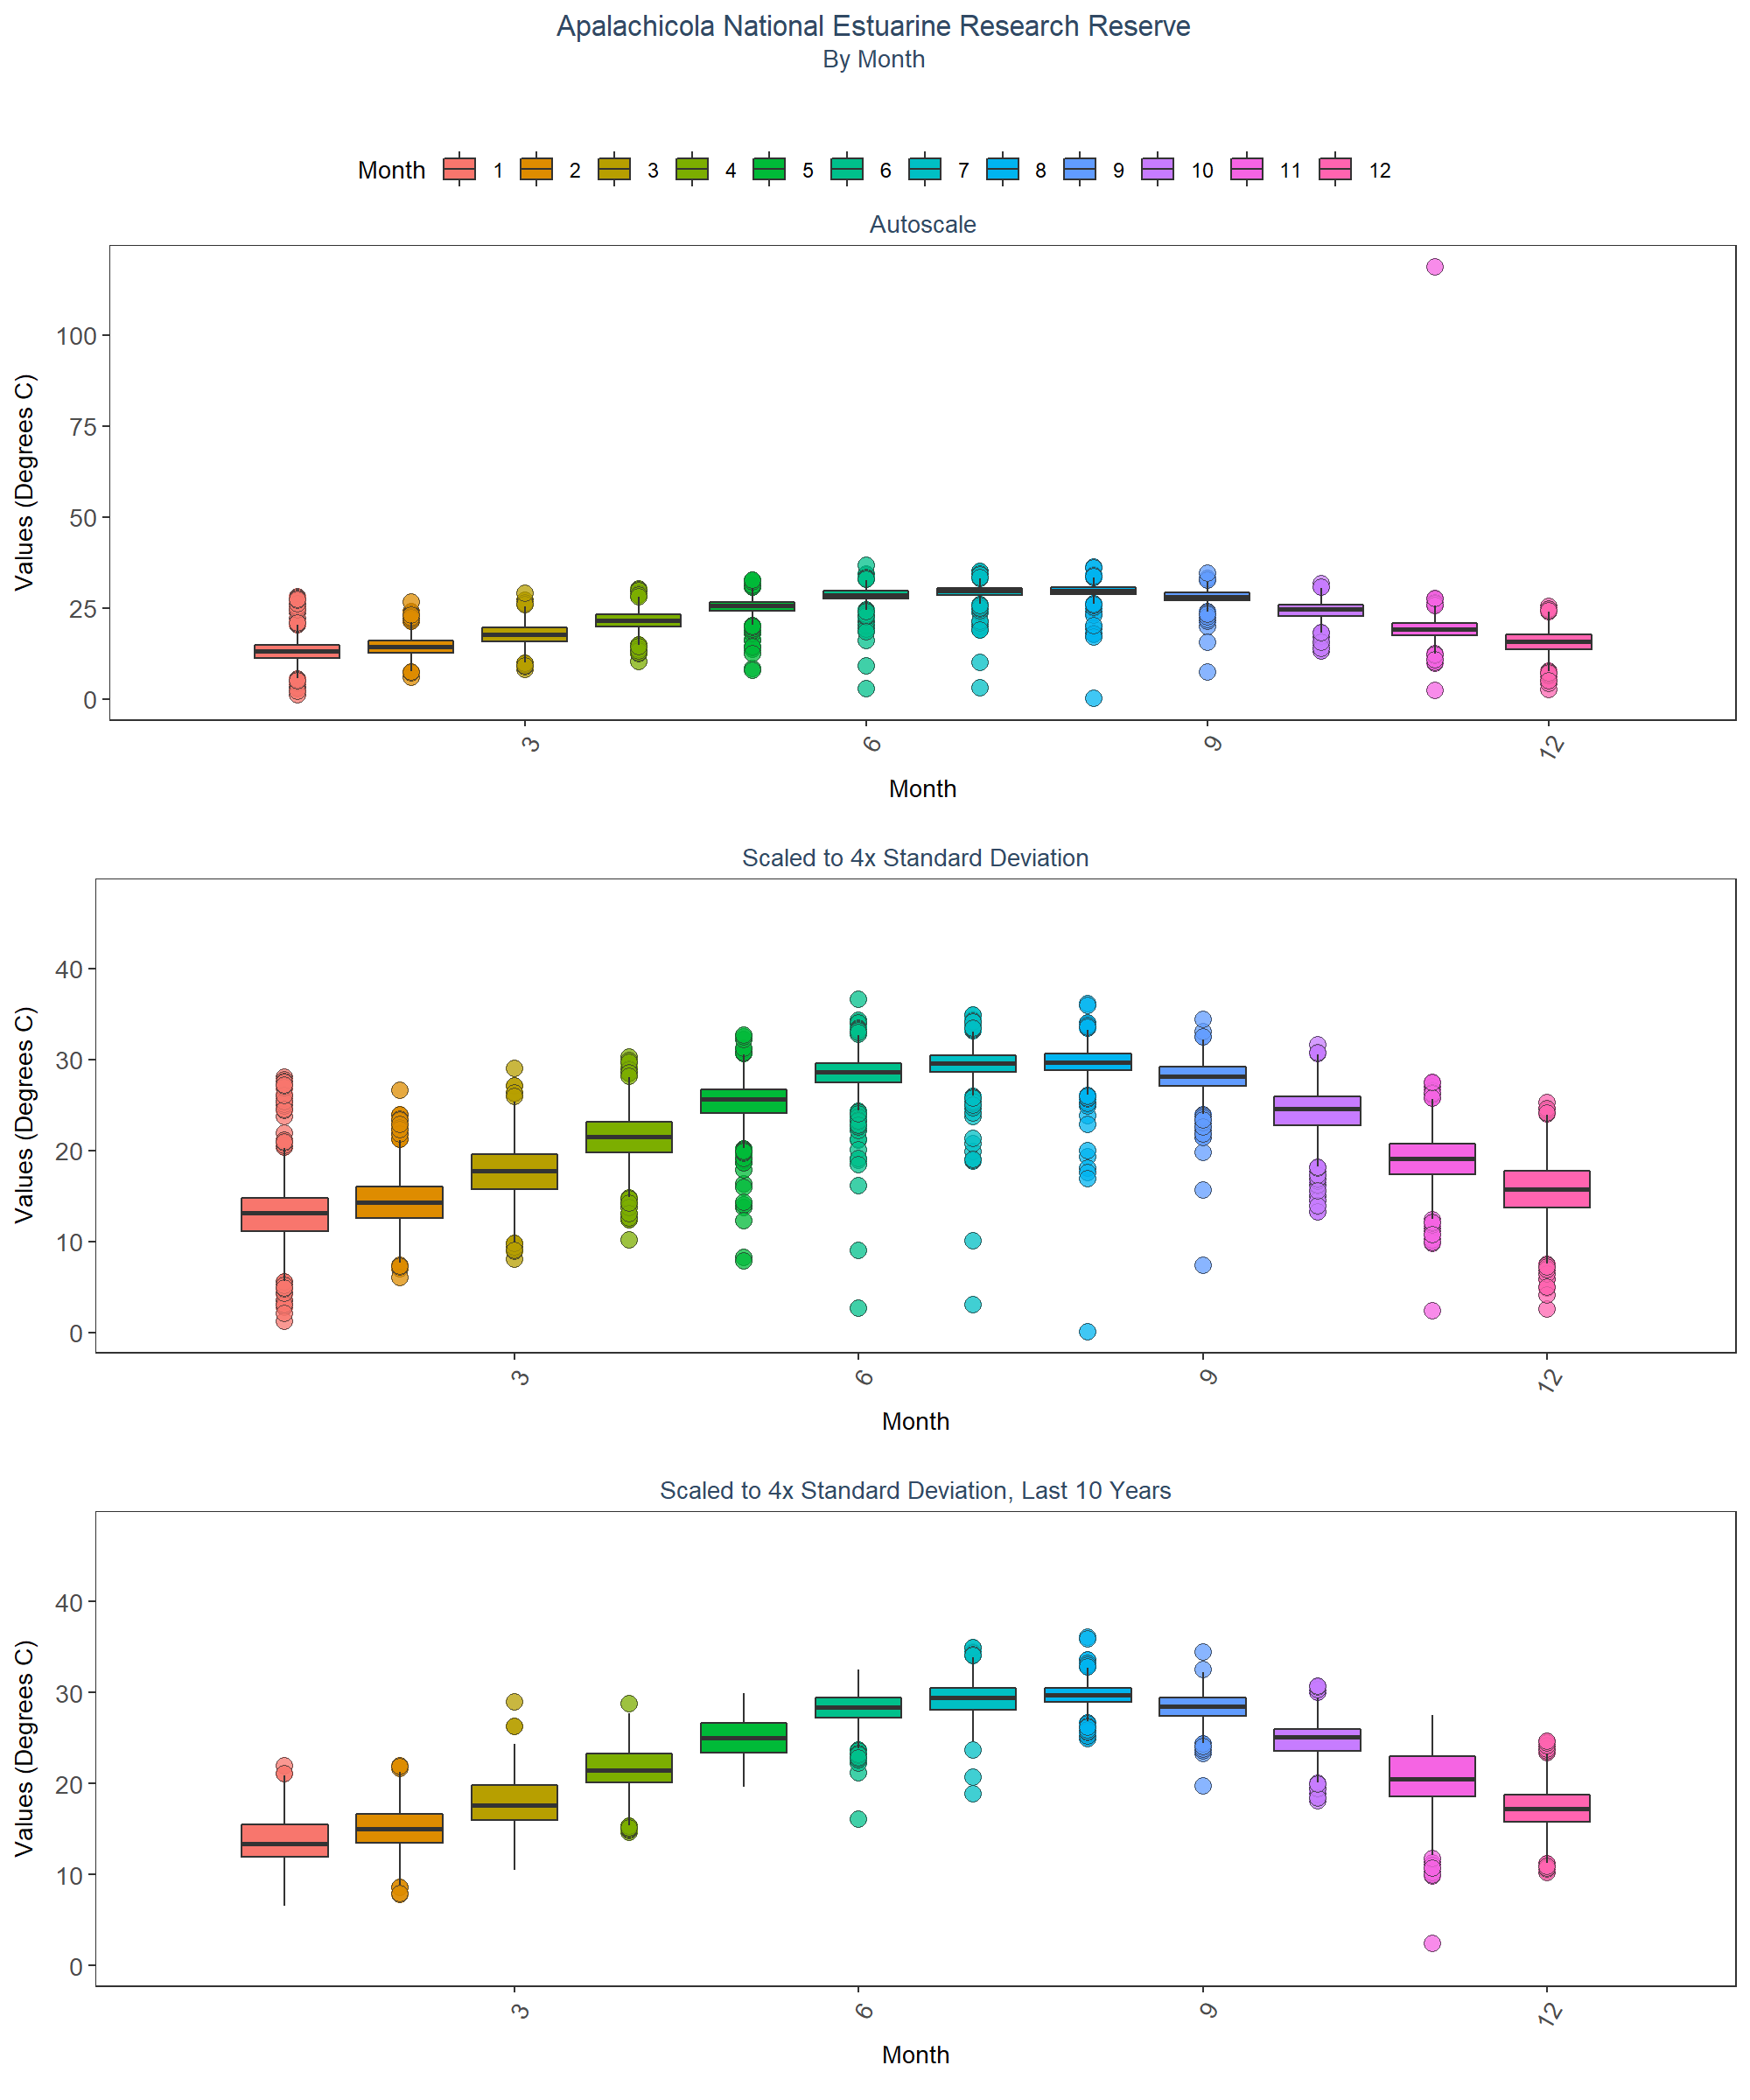 Apalachicola National Estuarine Research Reserve
By Month
Month 1 2 3 4 5 6 7 8 9 10 11 12
Autoscale
Values (Degrees C)
100
75
50
25
0
3 6 9 12
Month
Scaled to 4x Standard Deviation
Values (Degrees C)
40
30
20
10
0
3 6 9 12
Month
Scaled to 4x Standard Deviation, Last 10 Years
Values (Degrees C)
40
30
20
10
0
3 6 9 12
Month